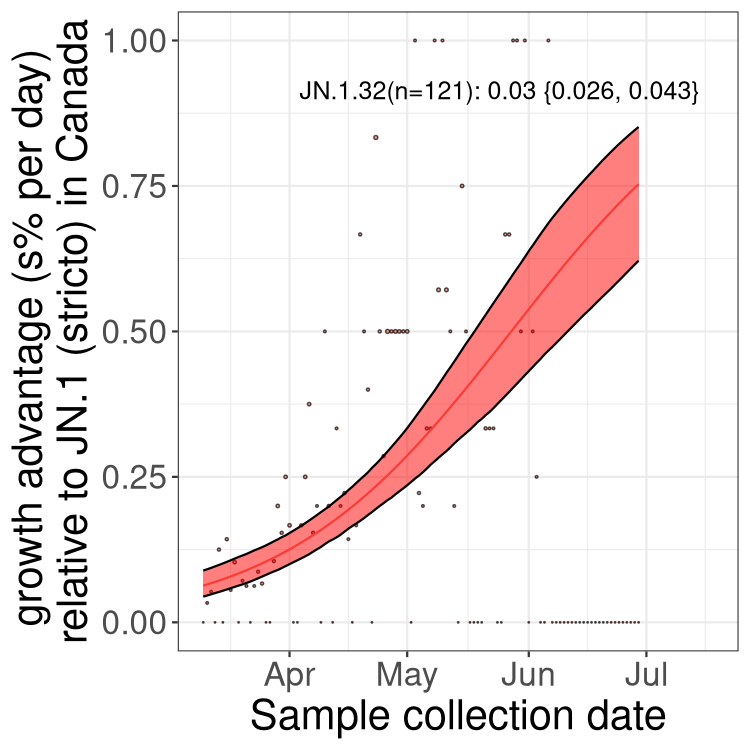 growth advantage (s% per day)
relative to JN.1 (stricto) in Canada
1.00
0.75
0.50
0.25
0.00
JN.1.32(n=121): 0.03 {0.026, 0.043}
Apr May Jun Jul
Sample collection date